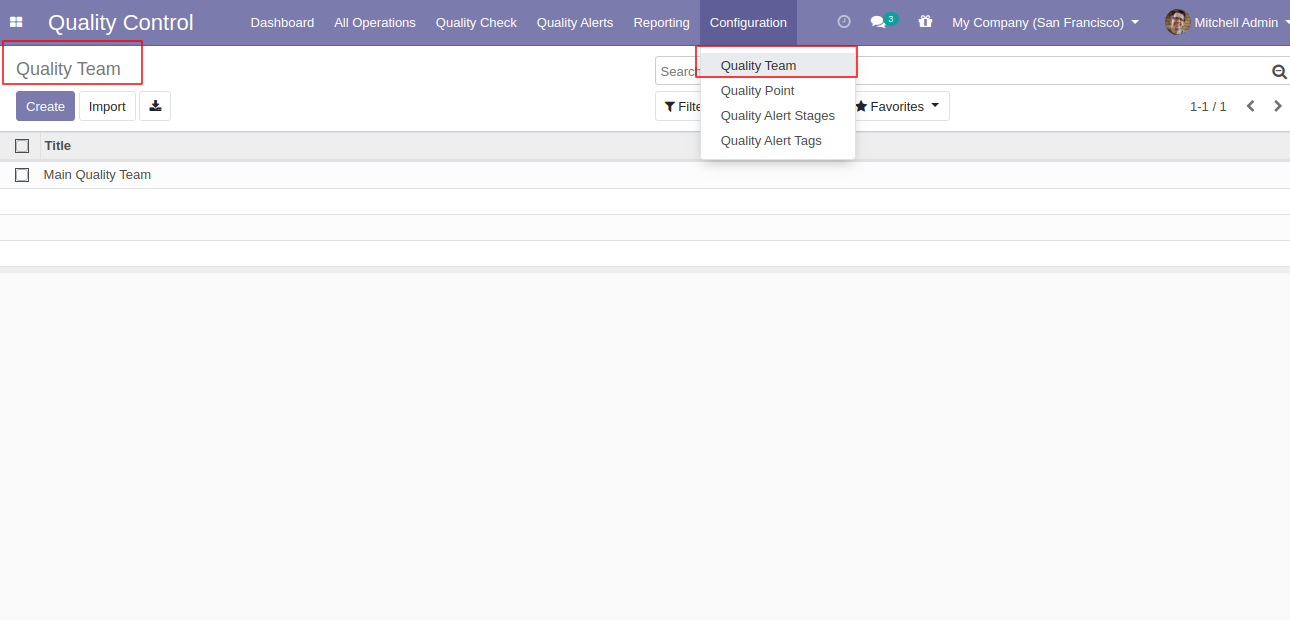 Quality Control
Dashboard All Operations Quality Check Quality Alerts Reporting Configuration 3 My Company (San Francisco) Mitchell Admin
Quality Team
Search
Quality Team
Quality Point
Quality Alert Stages
Quality Alert Tags
Create Import
Filte
Favorites
1-1 / 1
Title
Main Quality Team